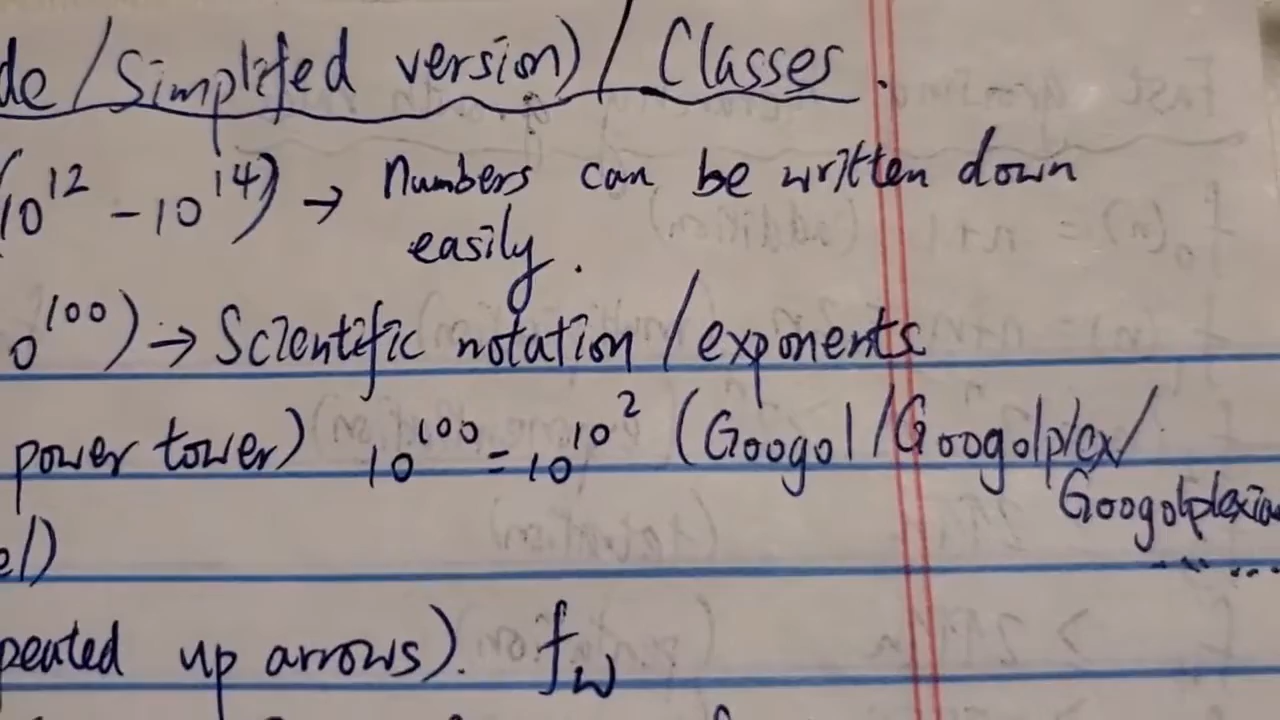 de/Simplifed version)/Classes.
(10^12 - 10^14) → Numbers can be written down
easily.
0^100) → Scientific notation/exponents
power tower) 10^100 = 10^10^2 (Googol/Googolplex/
Googolplexia
el)
peated up arrows). f_ω